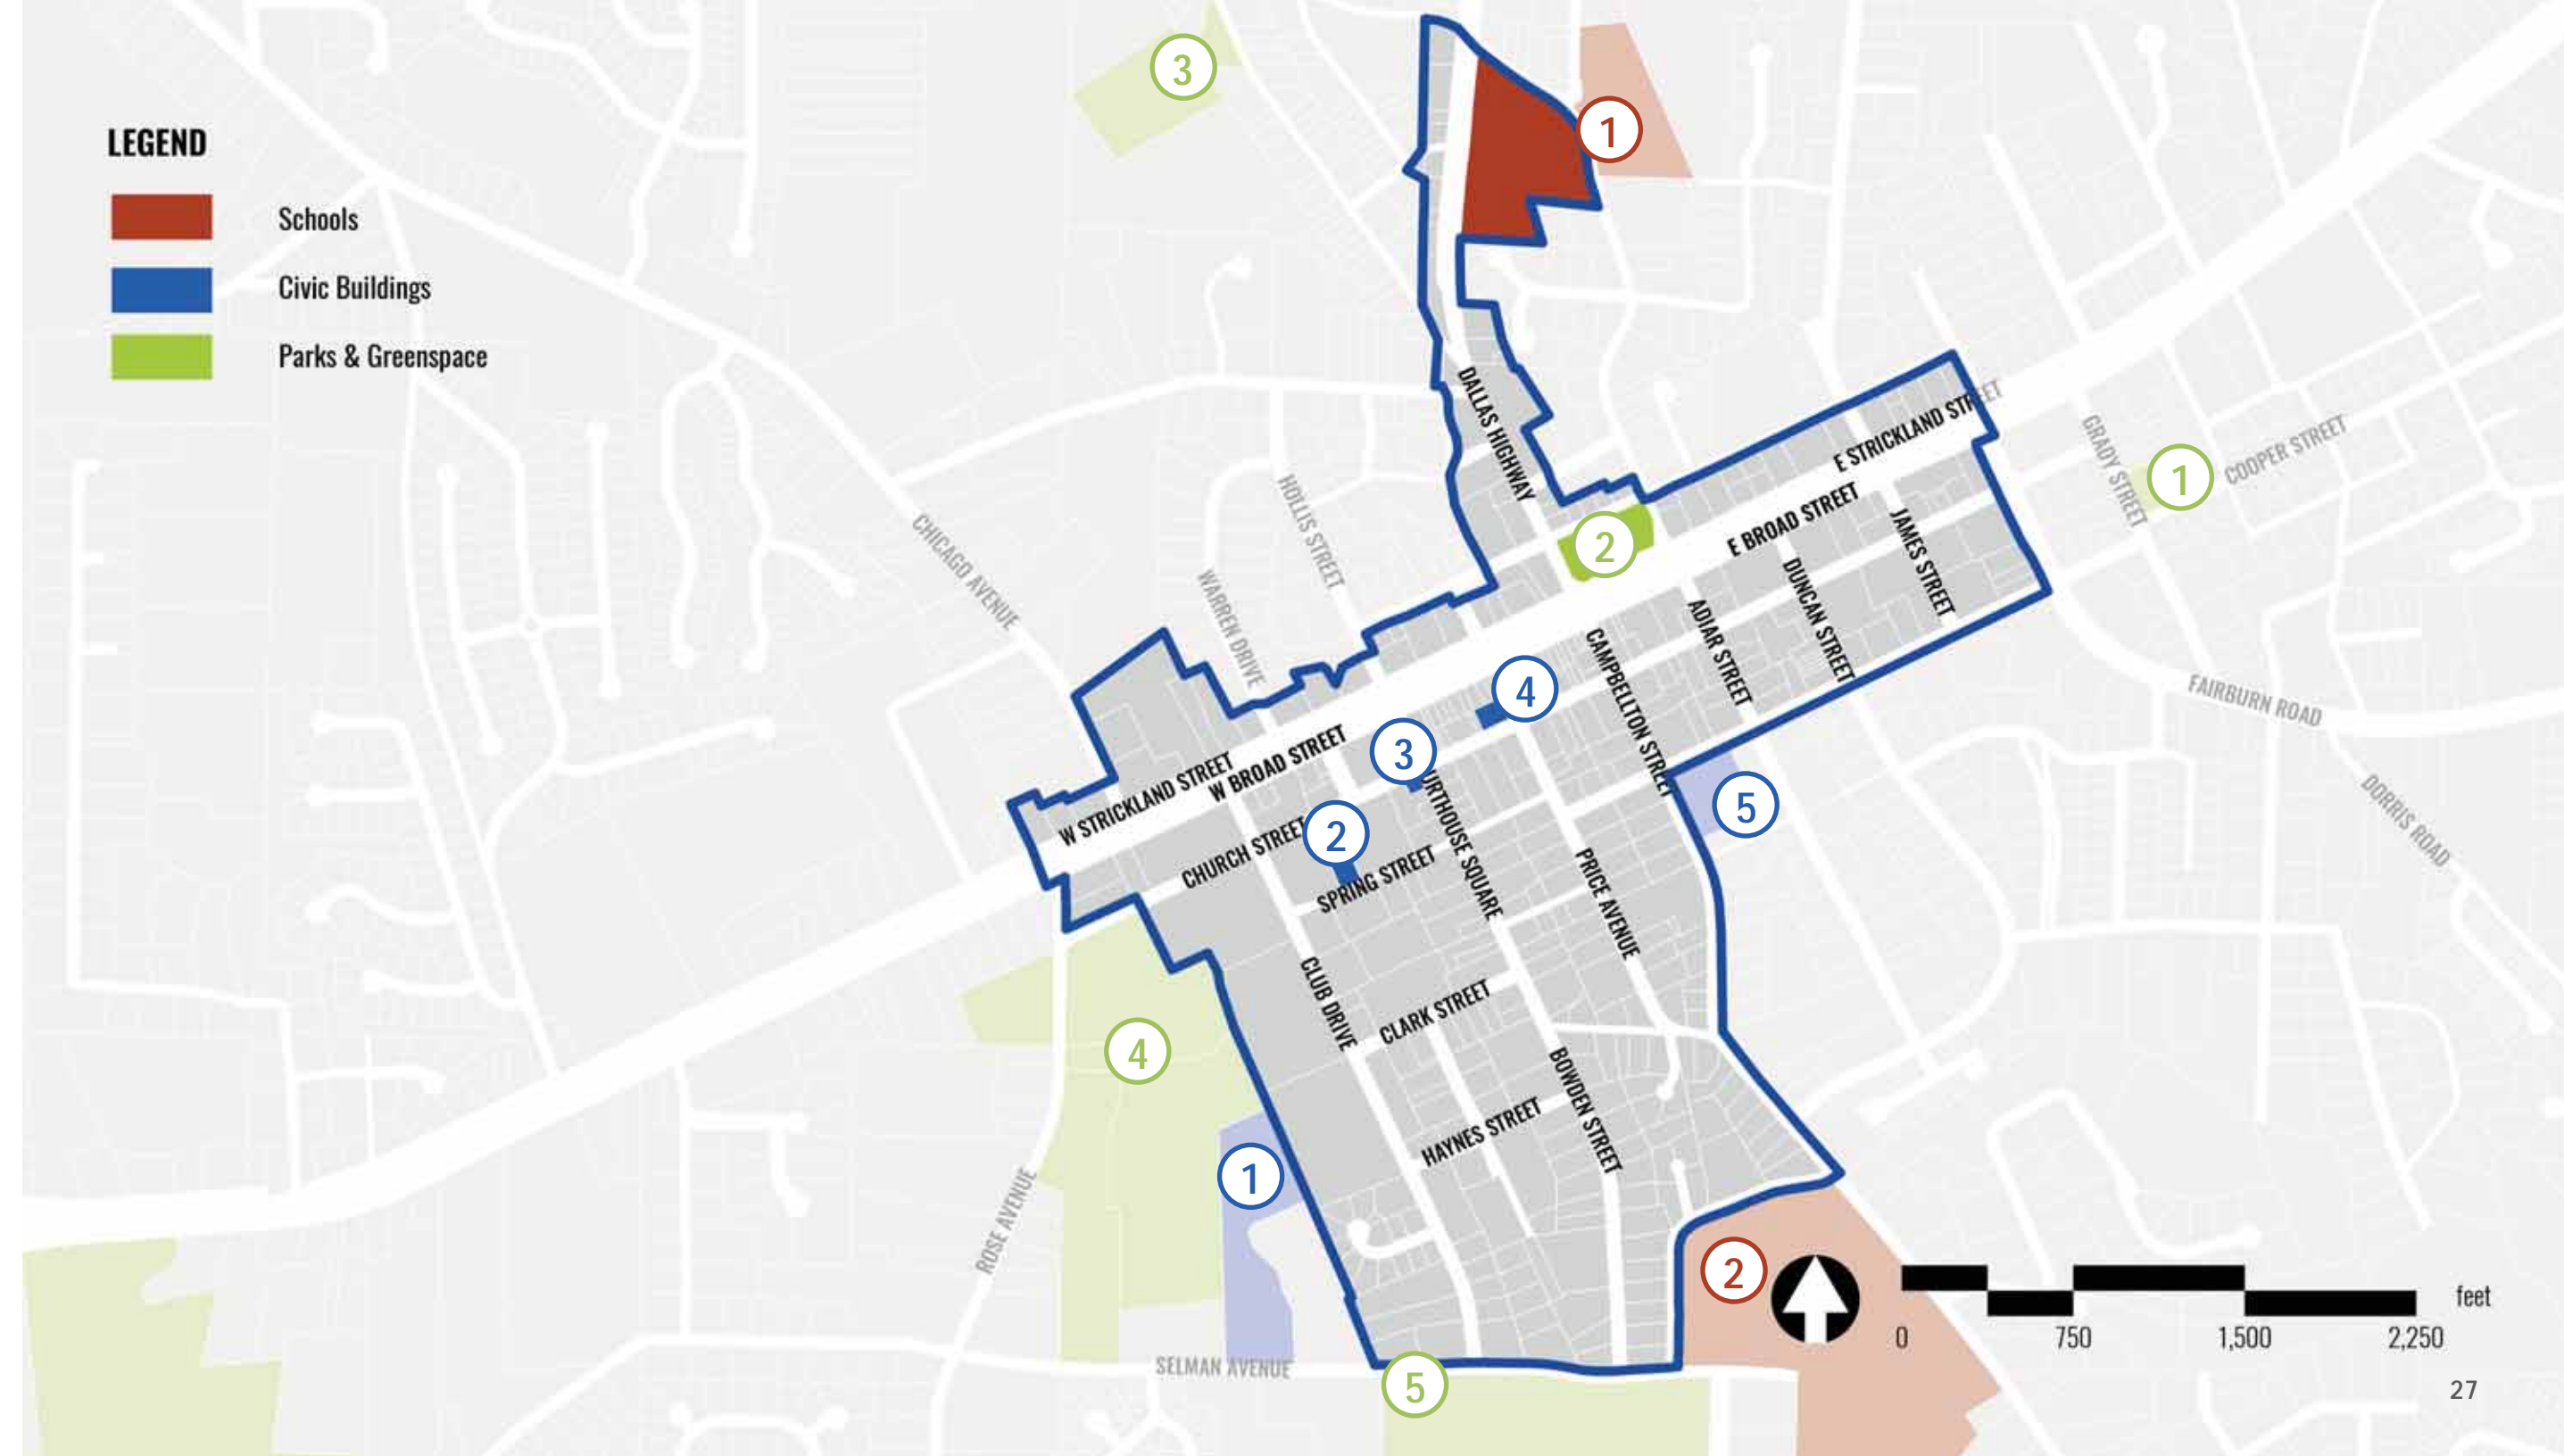 3
1
LEGEND
Schools
Civic Buildings
Parks & Greenspace
DALLAS HIGHWAY
E STRICKLAND STREET
GRADY STREET
1
COOPER STREET
HOLLIS STREET
2
E BROAD STREET
JAMES STREET
CHICAGO AVENUE
WARREN DRIVE
DUNCAN STREET
ADIAR STREET
CAMPBELLTON STREET
4
FAIRBURN ROAD
3
W STRICKLAND STREET
W BROAD STREET
5
DORRIS ROAD
CHURCH STREET
2
URTHOUSE SQUARE
SPRING STREET
PRICE AVENUE
CLUB DRIVE
CLARK STREET
4
BOWDEN STREET
HAYNES STREET
1
ROSE AVENUE
2
feet
0 750 1,500 2,250
SELMAN AVENUE
5
27